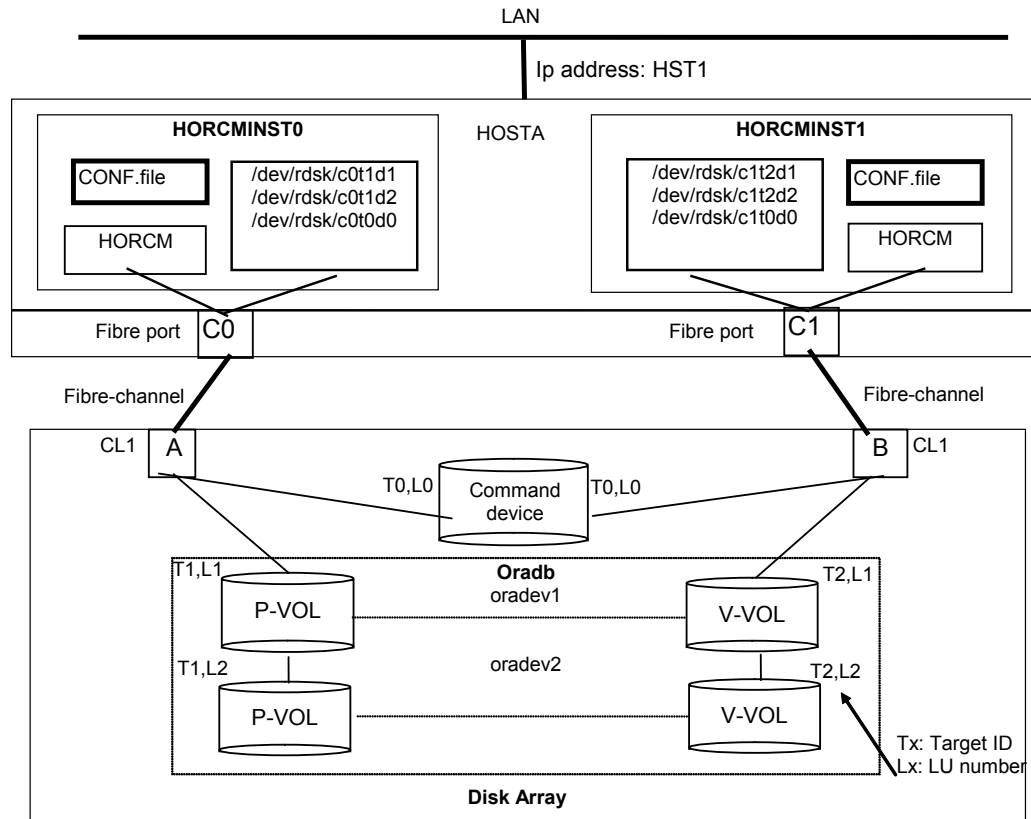 LAN
Ip address: HST1
HORCMINST0
HOSTA
HORCMINST1
CONF.file
/dev/rdsk/c0t1d1
/dev/rdsk/c0t1d2
/dev/rdsk/c0t0d0
HORCM
/dev/rdsk/c1t2d1
/dev/rdsk/c1t2d2
/dev/rdsk/c1t0d0
CONF.file
HORCM
Fibre port
C0
Fibre port
C1
Fibre-channel
Fibre-channel
CL1
A
B
CL1
T0,L0
Command
device
T0,L0
T1,L1
Oradb
oradev1
T2,L1
P-VOL
V-VOL
T1,L2
oradev2
T2,L2
P-VOL
V-VOL
Tx: Target ID
Lx: LU number
Disk Array